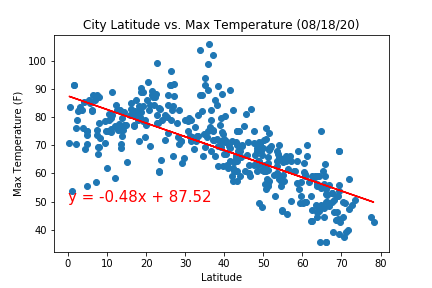 City Latitude vs. Max Temperature (08/18/20)
Max Temperature (F)
100
90
80
70
60
50
40
y = -0.48x + 87.52
0 10 20 30 40 50 60 70 80
Latitude